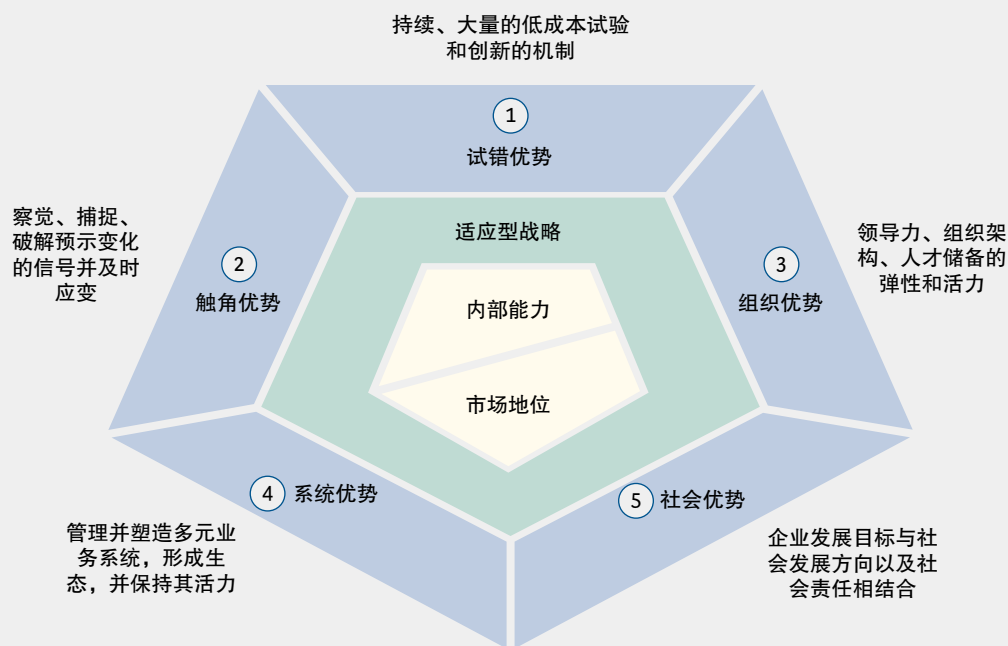 持续、大量的低成本试验
和创新的机制
1
试错优势
察觉、捕捉、
破解预示变化
的信号并及时
应变
2
触角优势
适应型战略
内部能力
市场地位
3
组织优势
领导力、组织架
构、人才储备的
弹性和活力
4 系统优势
管理并塑造多元业
务系统，形成生
态，并保持其活力
5 社会优势
企业发展目标与社
会发展方向以及社
会责任相结合